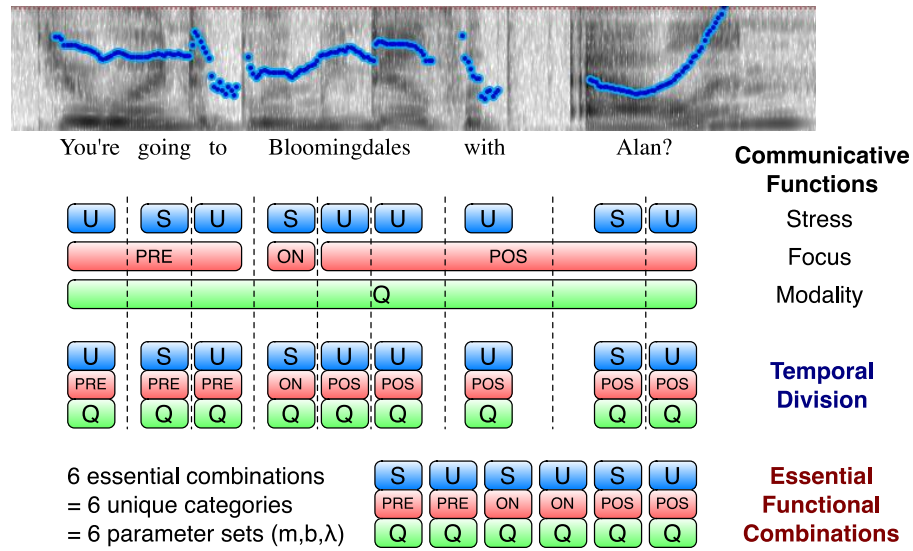 You're going to Bloomingdales with Alan?
Communicative
Functions
U S U S U U U S U Stress
PRE ON POS Focus
Q Modality
U S U S U U U S U
PRE PRE PRE ON POS POS POS POS POS
Q Q Q Q Q Q Q Q Q
Temporal
Division
6 essential combinations
= 6 unique categories
= 6 parameter sets (m,b,λ)
S U S U S U
PRE PRE ON ON POS POS
Q Q Q Q Q Q
Essential
Functional
Combinations